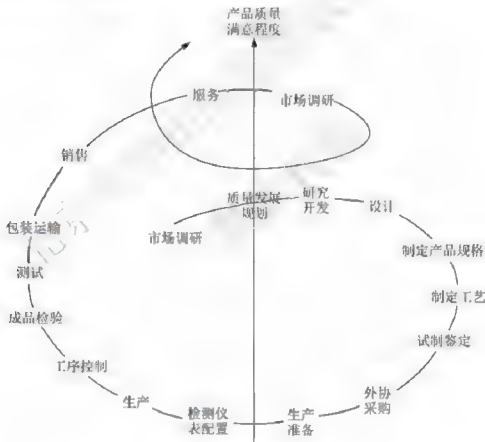 产品质量
满意程度
服务
市场调研
销售
质量发展
规划
研究
开发
设计
包装运输
市场调研
制定产品规格
测试
制定工艺
成品检验
试制鉴定
工序控制
外协
采购
生产
检测仪
表配置
生产
准备